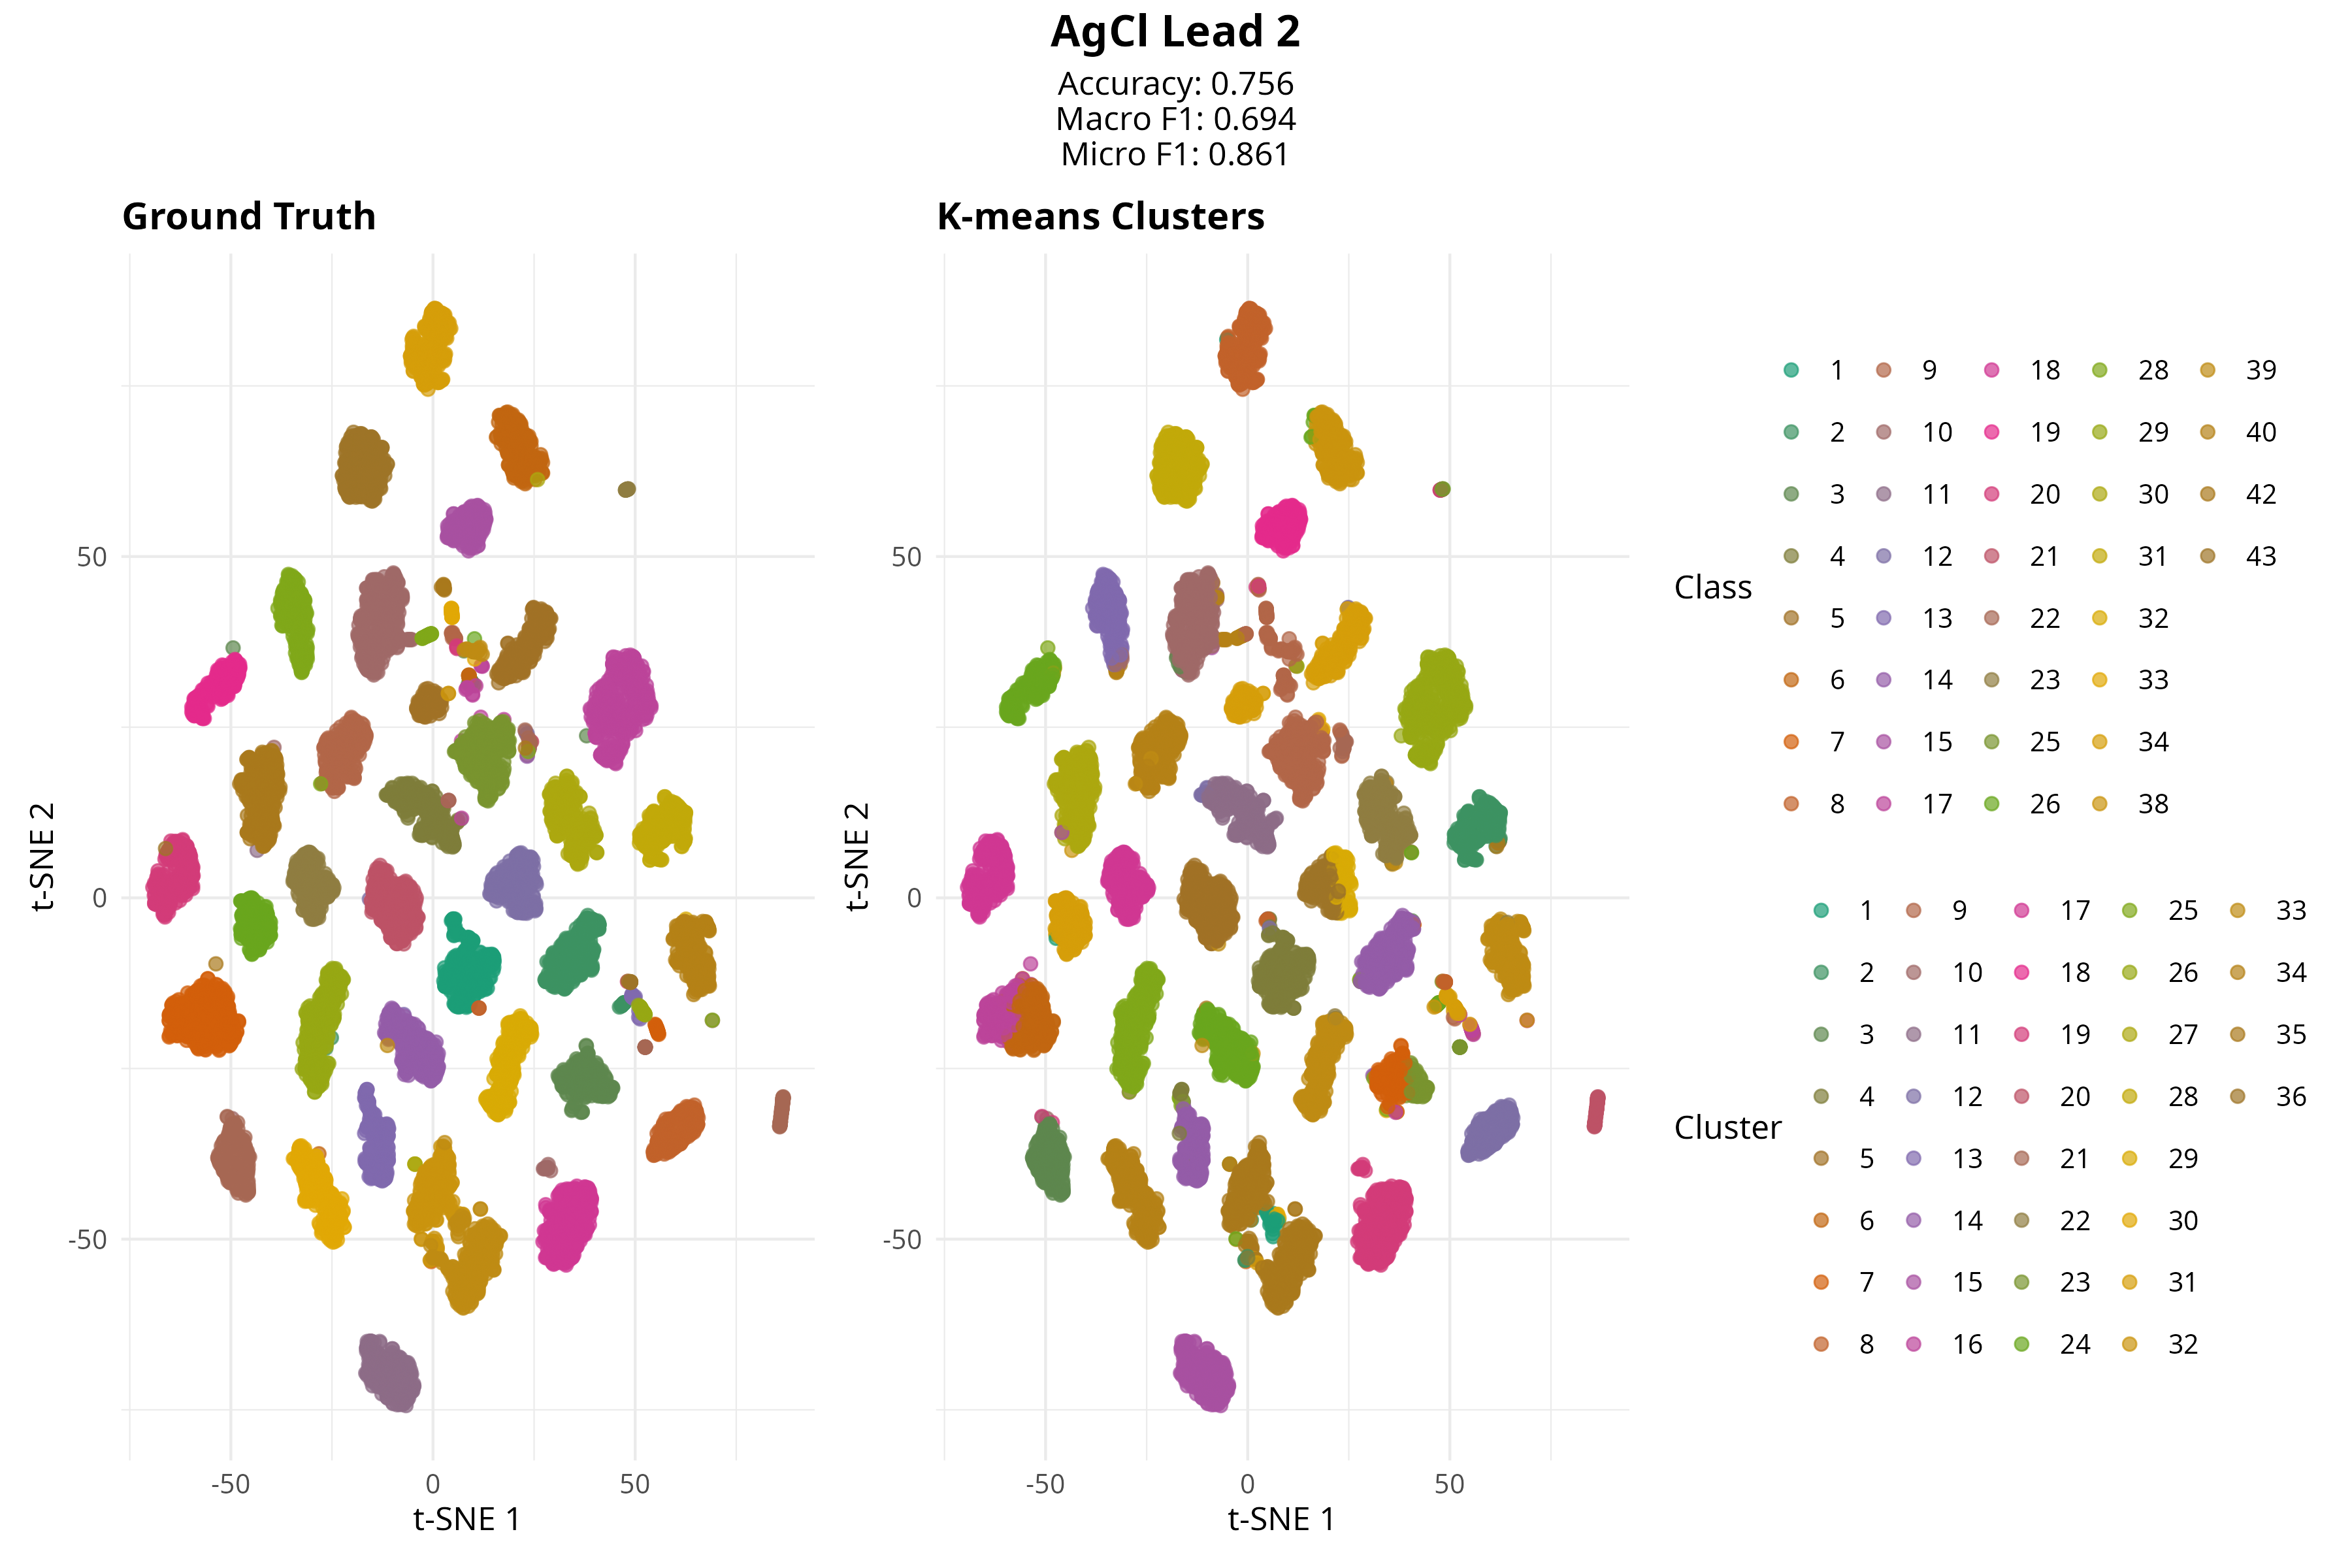 AgCl Lead 2
Accuracy: 0.756
Macro F1: 0.694
Micro F1: 0.861
Ground Truth
K-means Clusters
50
0
-50
t-SNE 2
-50 0 50
t-SNE 1
50
0
-50
t-SNE 2
-50 0 50
t-SNE 1
Class
1 9 18 28 39
2 10 19 29 40
3 11 20 30 42
4 12 21 31 43
5 13 22 32
6 14 23 33
7 15 25 34
8 17 26 38
Cluster
1 9 17 25 33
2 10 18 26 34
3 11 19 27 35
4 12 20 28 36
5 13 21 29
6 14 22 30
7 15 23 31
8 16 24 32